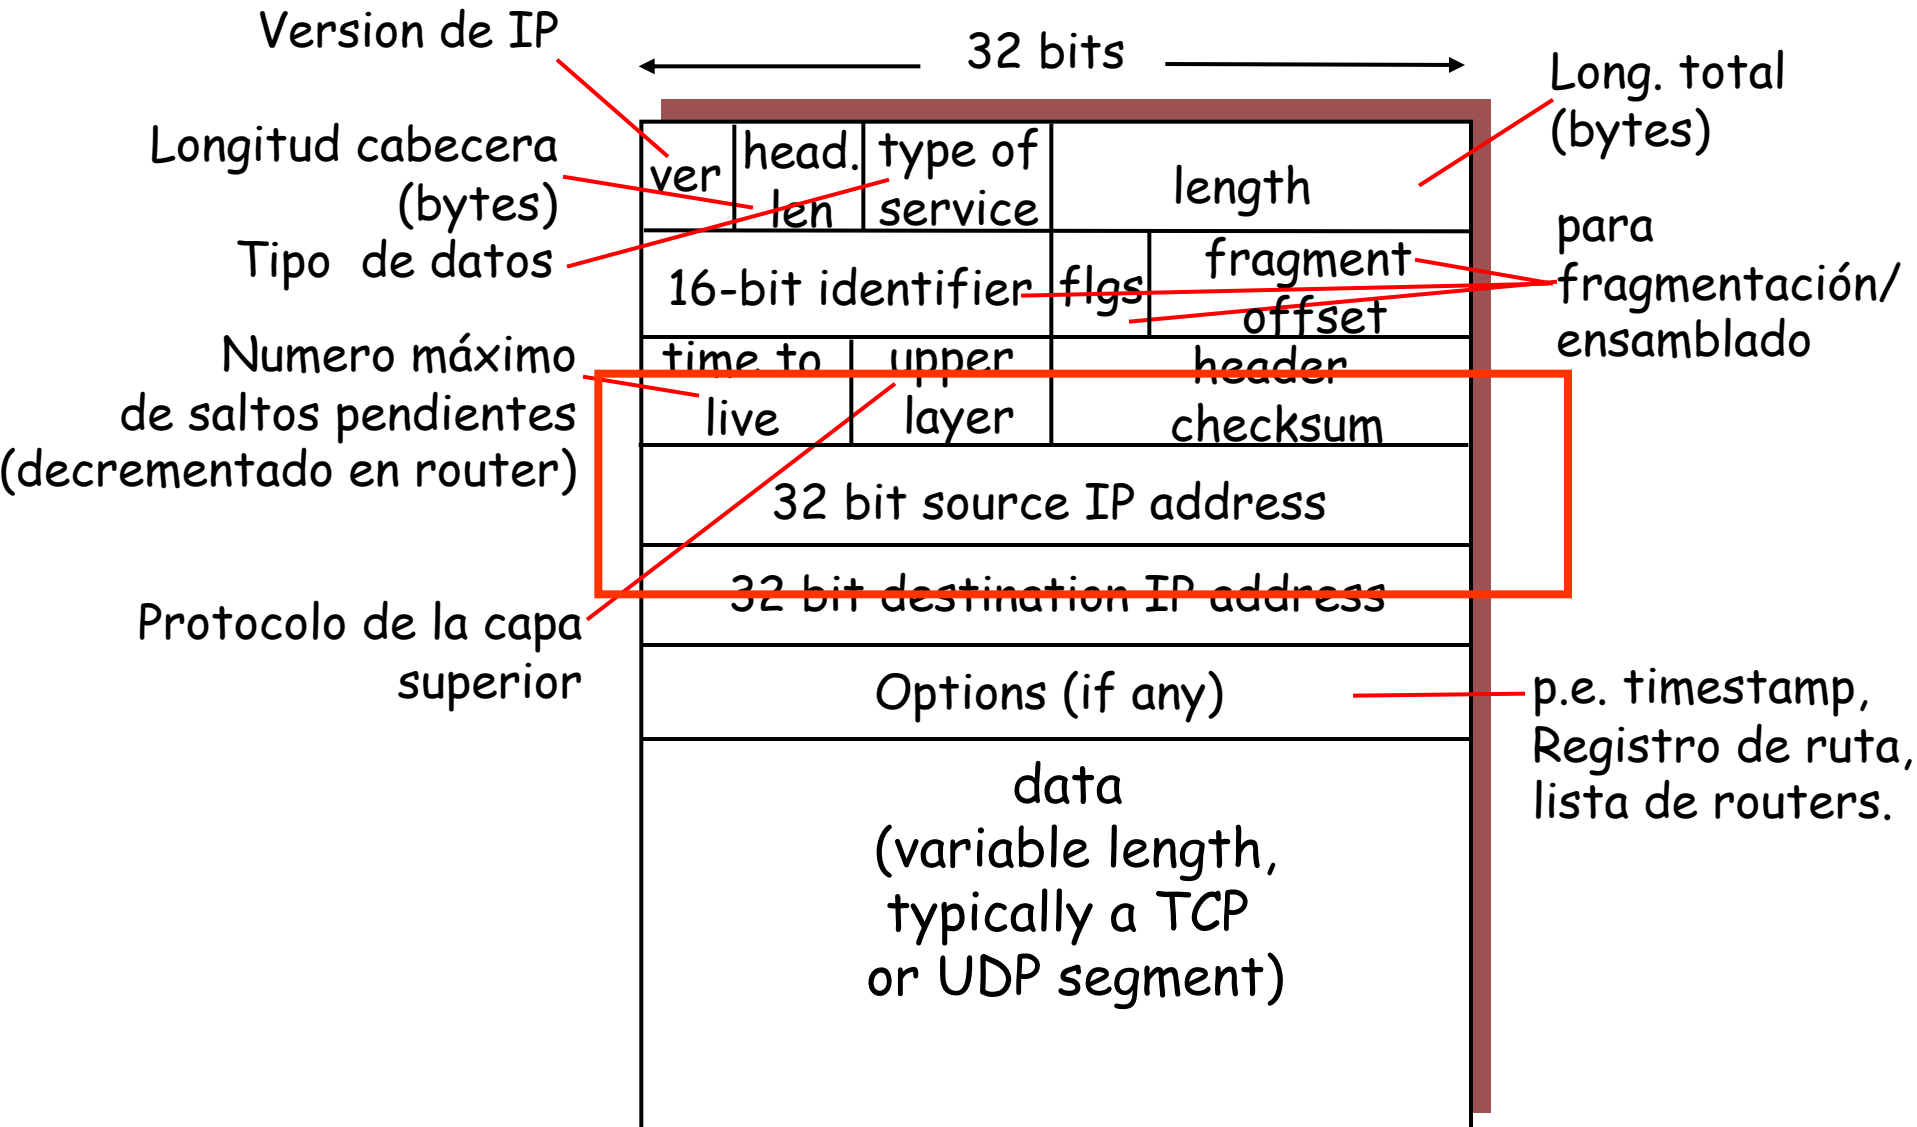 Version de IP
32 bits
Long. total
(bytes)
Longitud cabecera
(bytes)
ver
head.
len
type of
service
length
Tipo  de datos
para
fragmentación/
ensamblado
16-bit identifier
flgs
fragment
offset
Numero máximo
de saltos pendientes
(decrementado en router)
time to
live
upper
layer
header
checksum
32 bit source IP address
32 bit destination IP address
Protocolo de la capa
superior
Options (if any)
p.e. timestamp,
Registro de ruta,
lista de routers.
data
(variable length,
typically a TCP
or UDP segment)